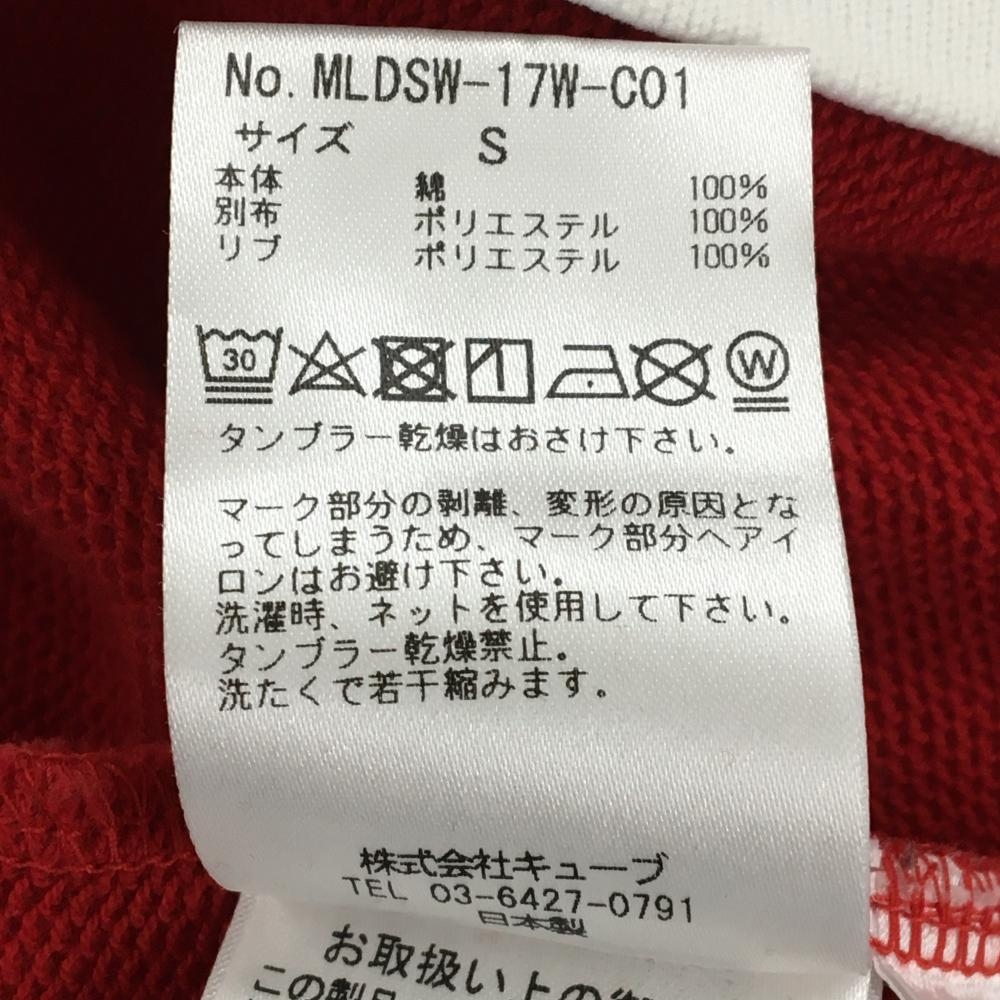 No. MLDSW-17W-C01
サイズ S
本体 綿 100%
別布 ポリエステル 100%
リブ ポリエステル 100%
30 W
タンブラー乾燥はおさけ下さい。
マーク部分の剥離、変形の原因とな
ってしまうため、マーク部分へアイ
ロンはお避け下さい。
洗濯時、ネットを使用して下さい。
タンブラー乾燥禁止。
洗たくで若干縮みます。
株式会社キューブ
TEL 03-6427-0791
日本製
お取扱い上の
この製品